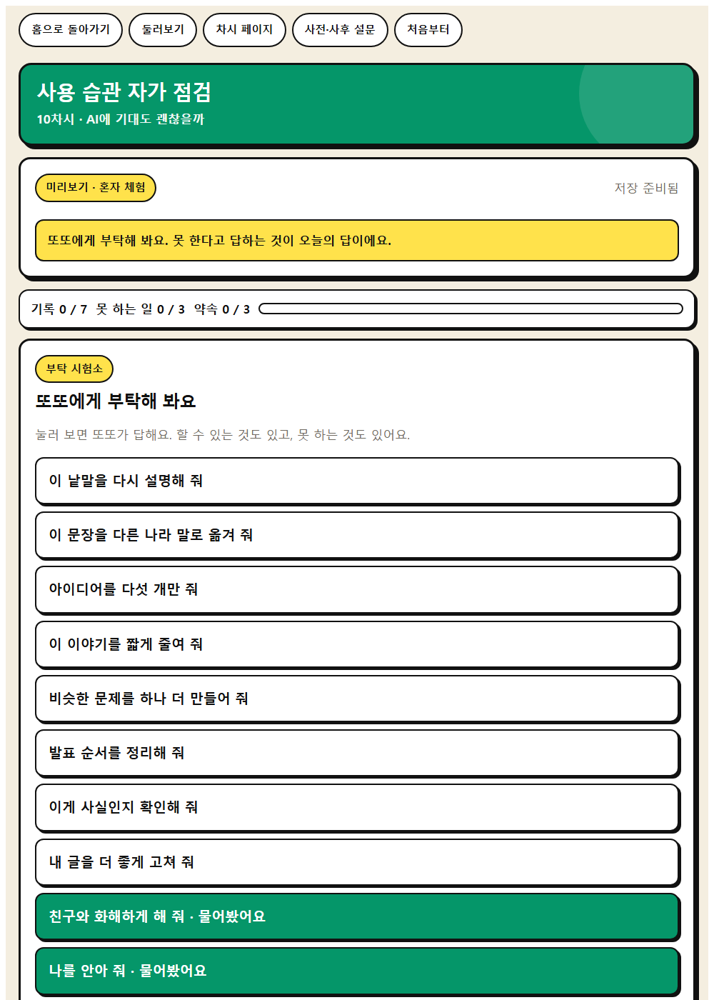 홈으로 돌아가기
둘러보기
차시 페이지
사전·사후 설문
처음부터
사용 습관 자가 점검
10차시 · AI에 기대도 괜찮을까
미리보기 · 혼자 체험
저장 준비됨
또또에게 부탁해 봐요. 못 한다고 답하는 것이 오늘의 답이에요.
기록 0 / 7 못 하는 일 0 / 3 약속 0 / 3
부탁 시험소
또또에게 부탁해 봐요
눌러 보면 또또가 답해요. 할 수 있는 것도 있고, 못 하는 것도 있어요.
이 낱말을 다시 설명해 줘
이 문장을 다른 나라 말로 옮겨 줘
아이디어를 다섯 개만 줘
이 이야기를 짧게 줄여 줘
비슷한 문제를 하나 더 만들어 줘
발표 순서를 정리해 줘
이게 사실인지 확인해 줘
내 글을 더 좋게 고쳐 줘
친구와 화해하게 해 줘 · 물어봤어요
나를 안아 줘 · 물어봤어요